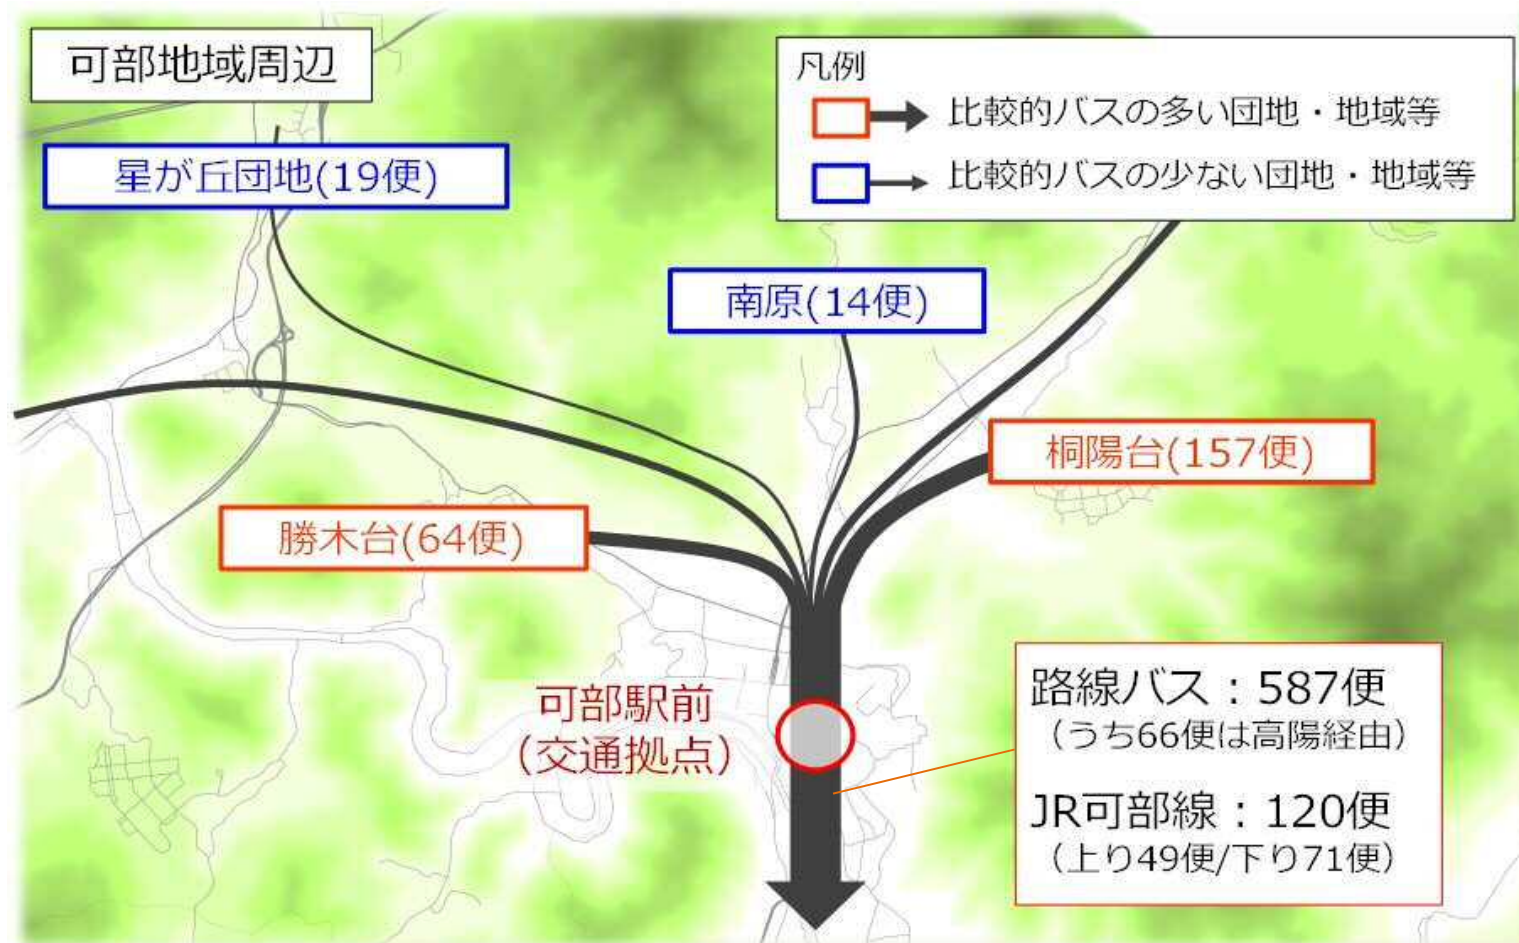 可部地域周辺
凡例
比較的バスの多い団地・地域等
比較的バスの少ない団地・地域等
星が丘団地(19便)
南原(14便)
桐陽台(157便)
勝木台(64便)
可部駅前
（交通拠点）
路線バス：587便
（うち66便は高陽経由）
JR可部線：120便
（上り49便/下り71便）